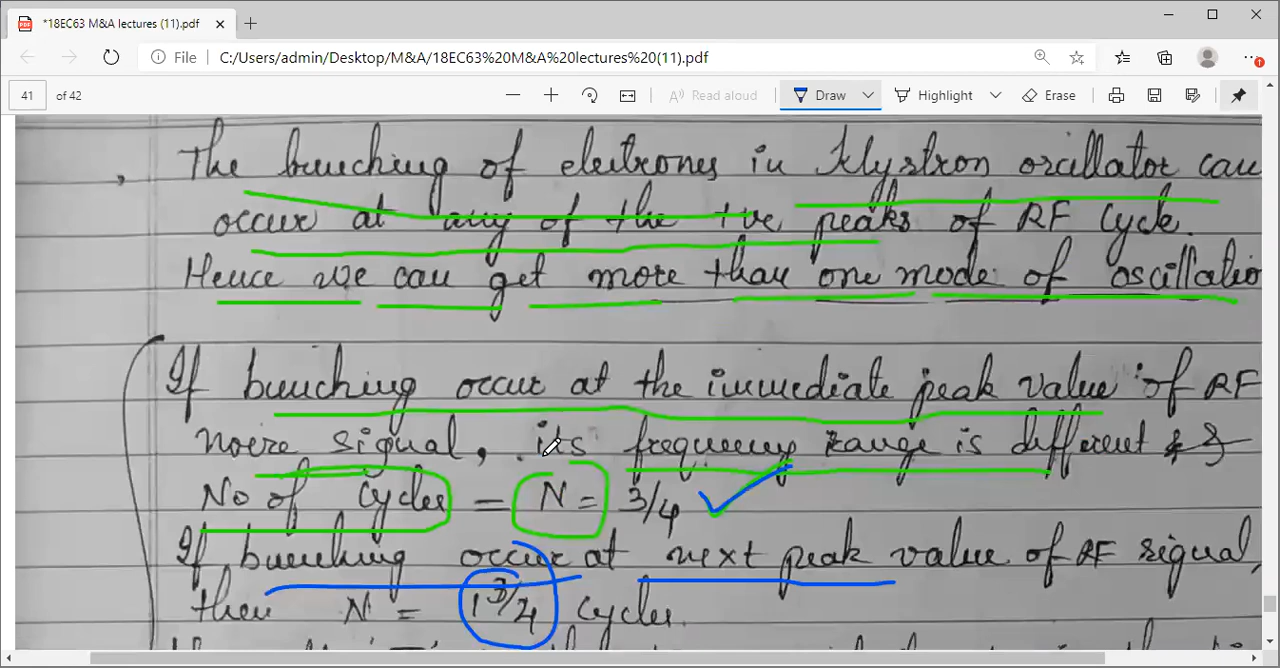 *18EC63 M&A lectures (11).pdf
File C:/Users/admin/Desktop/M&A/18EC63%20M&A%20lectures%20(11).pdf
41 of 42 Read aloud Draw Highlight Erase
The bunching of electrones in Klystron oscillator can
occur at any of the +ve peaks of RF Cycle.
Hence we can get more than one mode of oscillatio
If bunching occur at the immediate peak value of RF
noise signal, its frequency range is different &
No of Cycles = N = 3/4
If bunching occur at next peak value of RF signal,
then N = 1 3/4 cycles.